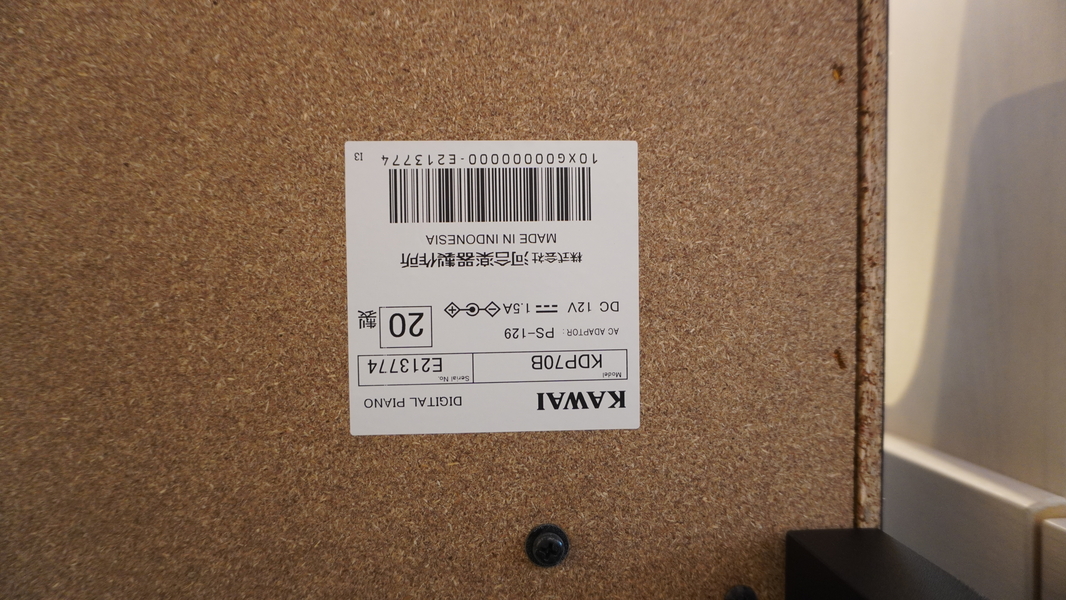 KAWAI DIGITAL PIANO
Model KDP70B Serial No. E213774
AC ADAPTOR: PS-129
DC 12V ⎓ 1.5A
20 製
株式会社 河合楽器製作所
MADE IN INDONESIA
10XG0000000-E213774
13